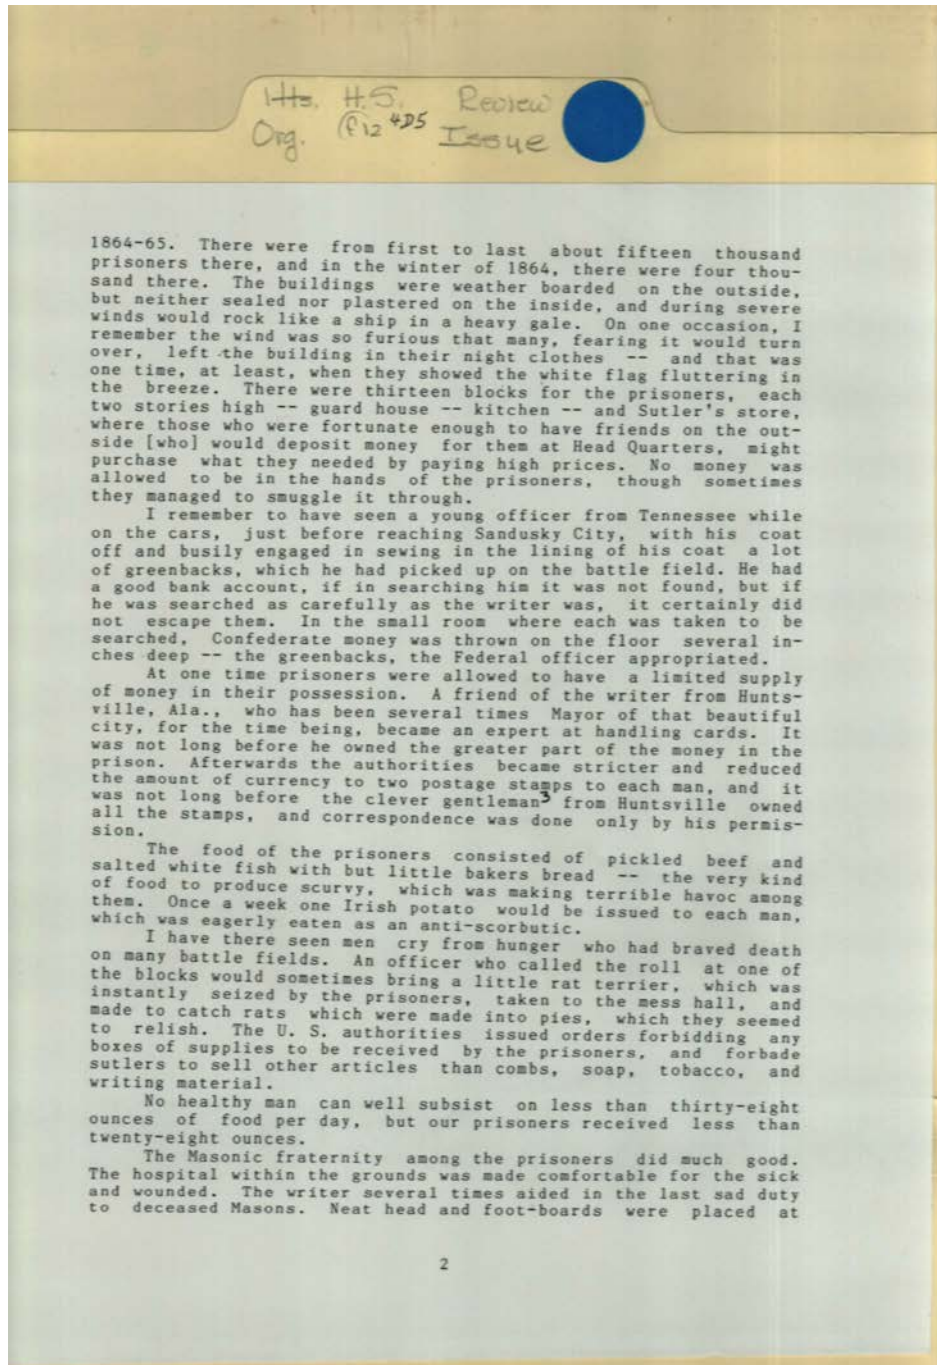 Hts. H.S. Review
Org. (f12 4D5 Issue
1864-65. There were from first to last about fifteen thousand
prisoners there, and in the winter of 1864, there were four thou-
sand there. The buildings were weather boarded on the outside,
but neither sealed nor plastered on the inside, and during severe
winds would rock like a ship in a heavy gale. On one occasion, I
remember the wind was so furious that many, fearing it would turn
over, left the building in their night clothes -- and that was
one time, at least, when they showed the white flag fluttering in
the breeze. There were thirteen blocks for the prisoners, each
two stories high -- guard house -- kitchen -- and Sutler's store,
where those who were fortunate enough to have friends on the out-
side [who] would deposit money for them at Head Quarters, might
purchase what they needed by paying high prices. No money was
allowed to be in the hands of the prisoners, though sometimes
they managed to smuggle it through.
I remember to have seen a young officer from Tennessee while
on the cars, just before reaching Sandusky City, with his coat
off and busily engaged in sewing in the lining of his coat a lot
of greenbacks, which he had picked up on the battle field. He had
a good bank account, if in searching him it was not found, but if
he was searched as carefully as the writer was, it certainly did
not escape them. In the small room where each was taken to be
searched, Confederate money was thrown on the floor several in-
ches deep -- the greenbacks, the Federal officer appropriated.
At one time prisoners were allowed to have a limited supply
of money in their possession. A friend of the writer from Hunts-
ville, Ala., who has been several times Mayor of that beautiful
city, for the time being, became an expert at handling cards. It
was not long before he owned the greater part of the money in the
prison. Afterwards the authorities became stricter and reduced
the amount of currency to two postage stamps to each man, and it
was not long before the clever gentleman3 from Huntsville owned
all the stamps, and correspondence was done only by his permis-
sion.
The food of the prisoners consisted of pickled beef and
salted white fish with but little bakers bread -- the very kind
of food to produce scurvy, which was making terrible havoc among
them. Once a week one Irish potato would be issued to each man,
which was eagerly eaten as an anti-scorbutic.
I have there seen men cry from hunger who had braved death
on many battle fields. An officer who called the roll at one of
the blocks would sometimes bring a little rat terrier, which was
instantly seized by the prisoners, taken to the mess hall, and
made to catch rats which were made into pies, which they seemed
to relish. The U. S. authorities issued orders forbidding any
boxes of supplies to be received by the prisoners, and forbade
sutlers to sell other articles than combs, soap, tobacco, and
writing material.
No healthy man can well subsist on less than thirty-eight
ounces of food per day, but our prisoners received less than
twenty-eight ounces.
The Masonic fraternity among the prisoners did much good.
The hospital within the grounds was made comfortable for the sick
and wounded. The writer several times aided in the last sad duty
to deceased Masons. Neat head and foot-boards were placed at
2